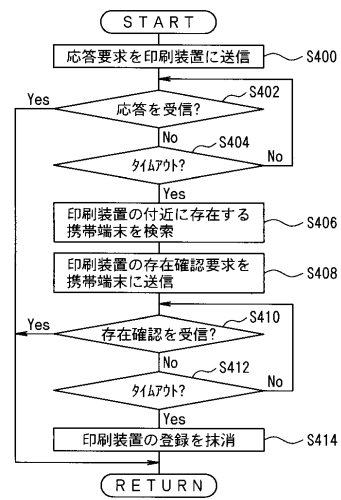 START
応答要求を印刷装置に送信
S400
Yes
応答を受信?
S402
No
S404
タイムアウト?
No
Yes
印刷装置の付近に存在する
携帯端末を検索
S406
印刷装置の存在確認要求を
携帯端末に送信
S408
Yes
存在確認を受信?
S410
No
S412
タイムアウト?
No
Yes
印刷装置の登録を抹消
S414
RETURN